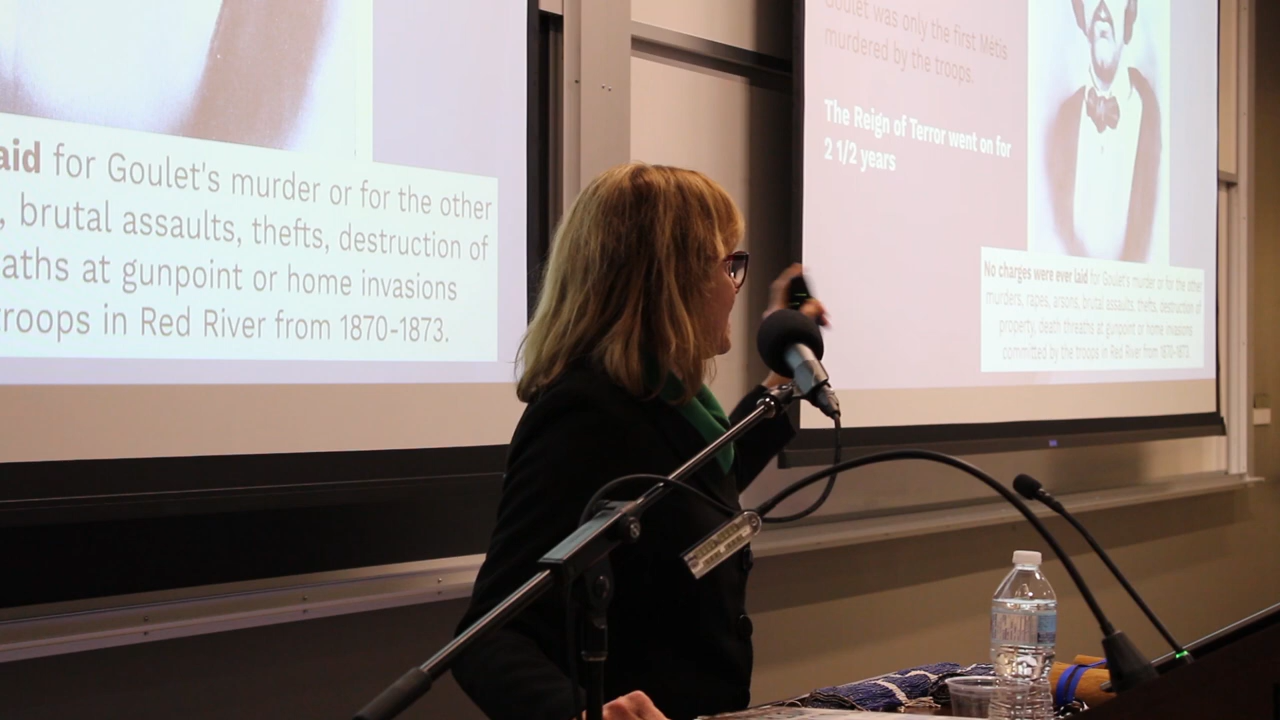 aid for Goulet's murder or for the other
, brutal assaults, thefts, destruction of
aths at gunpoint or home invasions
troops in Red River from 1870-1873.
Goulet was only the first Métis
murdered by the troops.
The Reign of Terror went on for
2 1/2 years
No charges were ever laid for Goulet's murder or for the other
murders, rapes, arsons, brutal assaults, thefts, destruction of
property, death threats at gunpoint or home invasions
committed by the troops in Red River from 1870-1873.